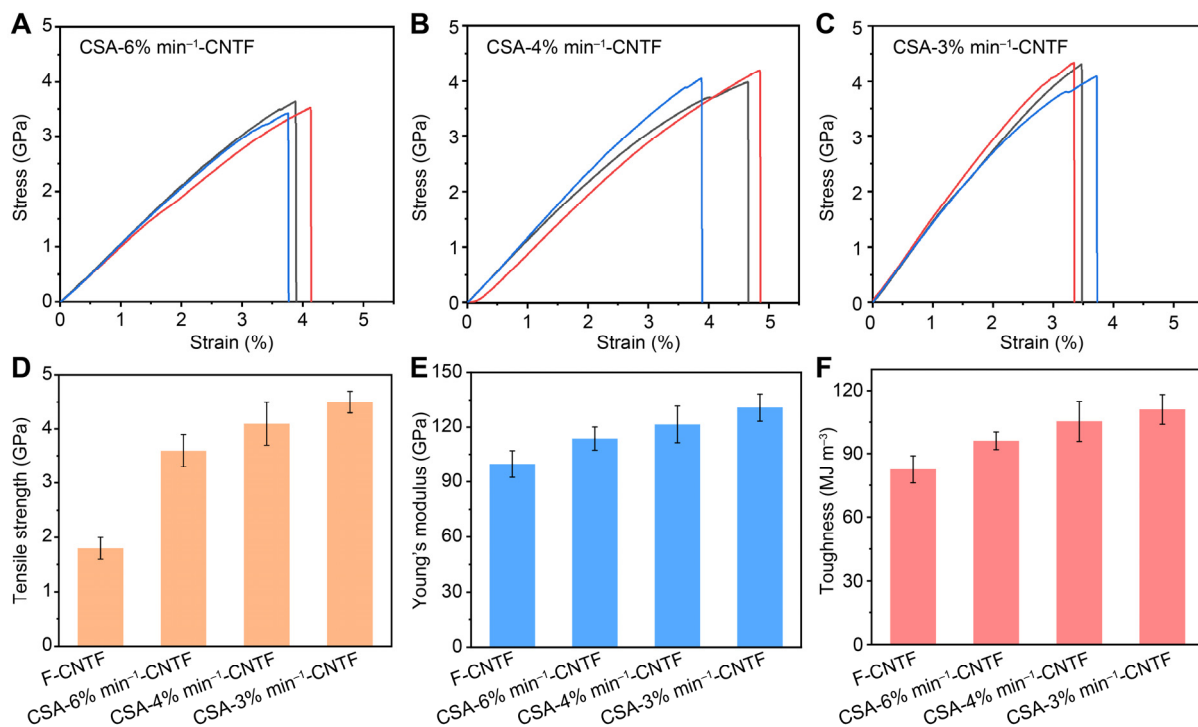 A
CSA-6% min⁻¹-CNTF
Stress (GPa)
5
4
3
2
1
0
0 1 2 3 4 5
Strain (%)
B
CSA-4% min⁻¹-CNTF
Stress (GPa)
5
4
3
2
1
0
0 1 2 3 4 5
Strain (%)
C
CSA-3% min⁻¹-CNTF
Stress (GPa)
5
4
3
2
1
0
0 1 2 3 4 5
Strain (%)
D
Tensile strength (GPa)
5
4
3
2
1
0
F-CNTF
CSA-6% min⁻¹-CNTF
CSA-4% min⁻¹-CNTF
CSA-3% min⁻¹-CNTF
E
Young's modulus (GPa)
150
120
90
60
30
0
F-CNTF
CSA-6% min⁻¹-CNTF
CSA-4% min⁻¹-CNTF
CSA-3% min⁻¹-CNTF
F
Toughness (MJ m⁻³)
120
90
60
30
0
F-CNTF
CSA-6% min⁻¹-CNTF
CSA-4% min⁻¹-CNTF
CSA-3% min⁻¹-CNTF